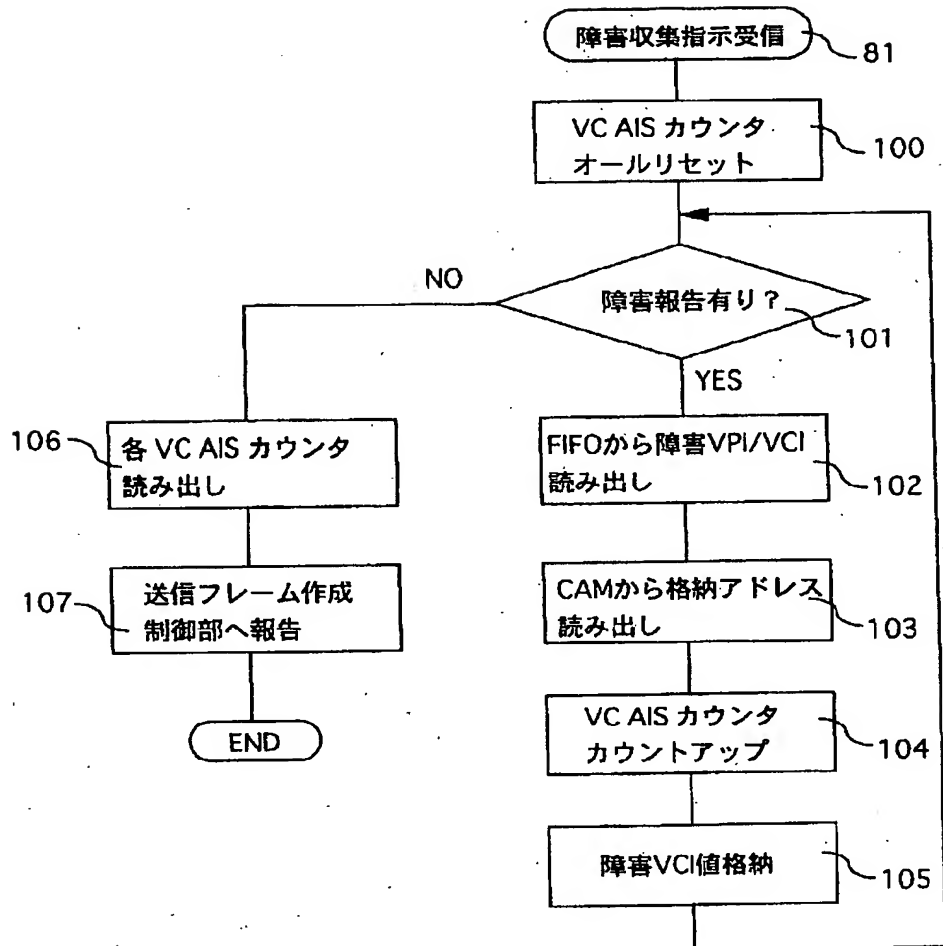 障害収集指示受信
81
VC AIS カウンタ
オールリセット
100
障害報告有り?
101
NO
YES
106
各 VC AIS カウンタ
読み出し
FIFOから障害VPI/VCI
読み出し
102
107
送信フレーム作成
制御部へ報告
CAMから格納アドレス
読み出し
103
END
VC AIS カウンタ
カウントアップ
104
障害VCI値格納
105